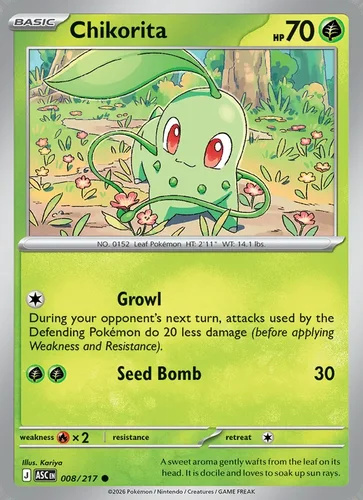 BASIC
Chikorita
HP 70
NO. 0152 Leaf Pokémon HT: 2'11" WT: 14.1 lbs.
Growl
During your opponent's next turn, attacks used by the
Defending Pokémon do 20 less damage (before applying
Weakness and Resistance).
Seed Bomb 30
weakness ×2 resistance retreat
Illus. Kariya
J ASC EN 008/217
A sweet aroma gently wafts from the leaf on its
head. It is docile and loves to soak up sun rays.
©2026 Pokémon / Nintendo / Creatures / GAME FREAK